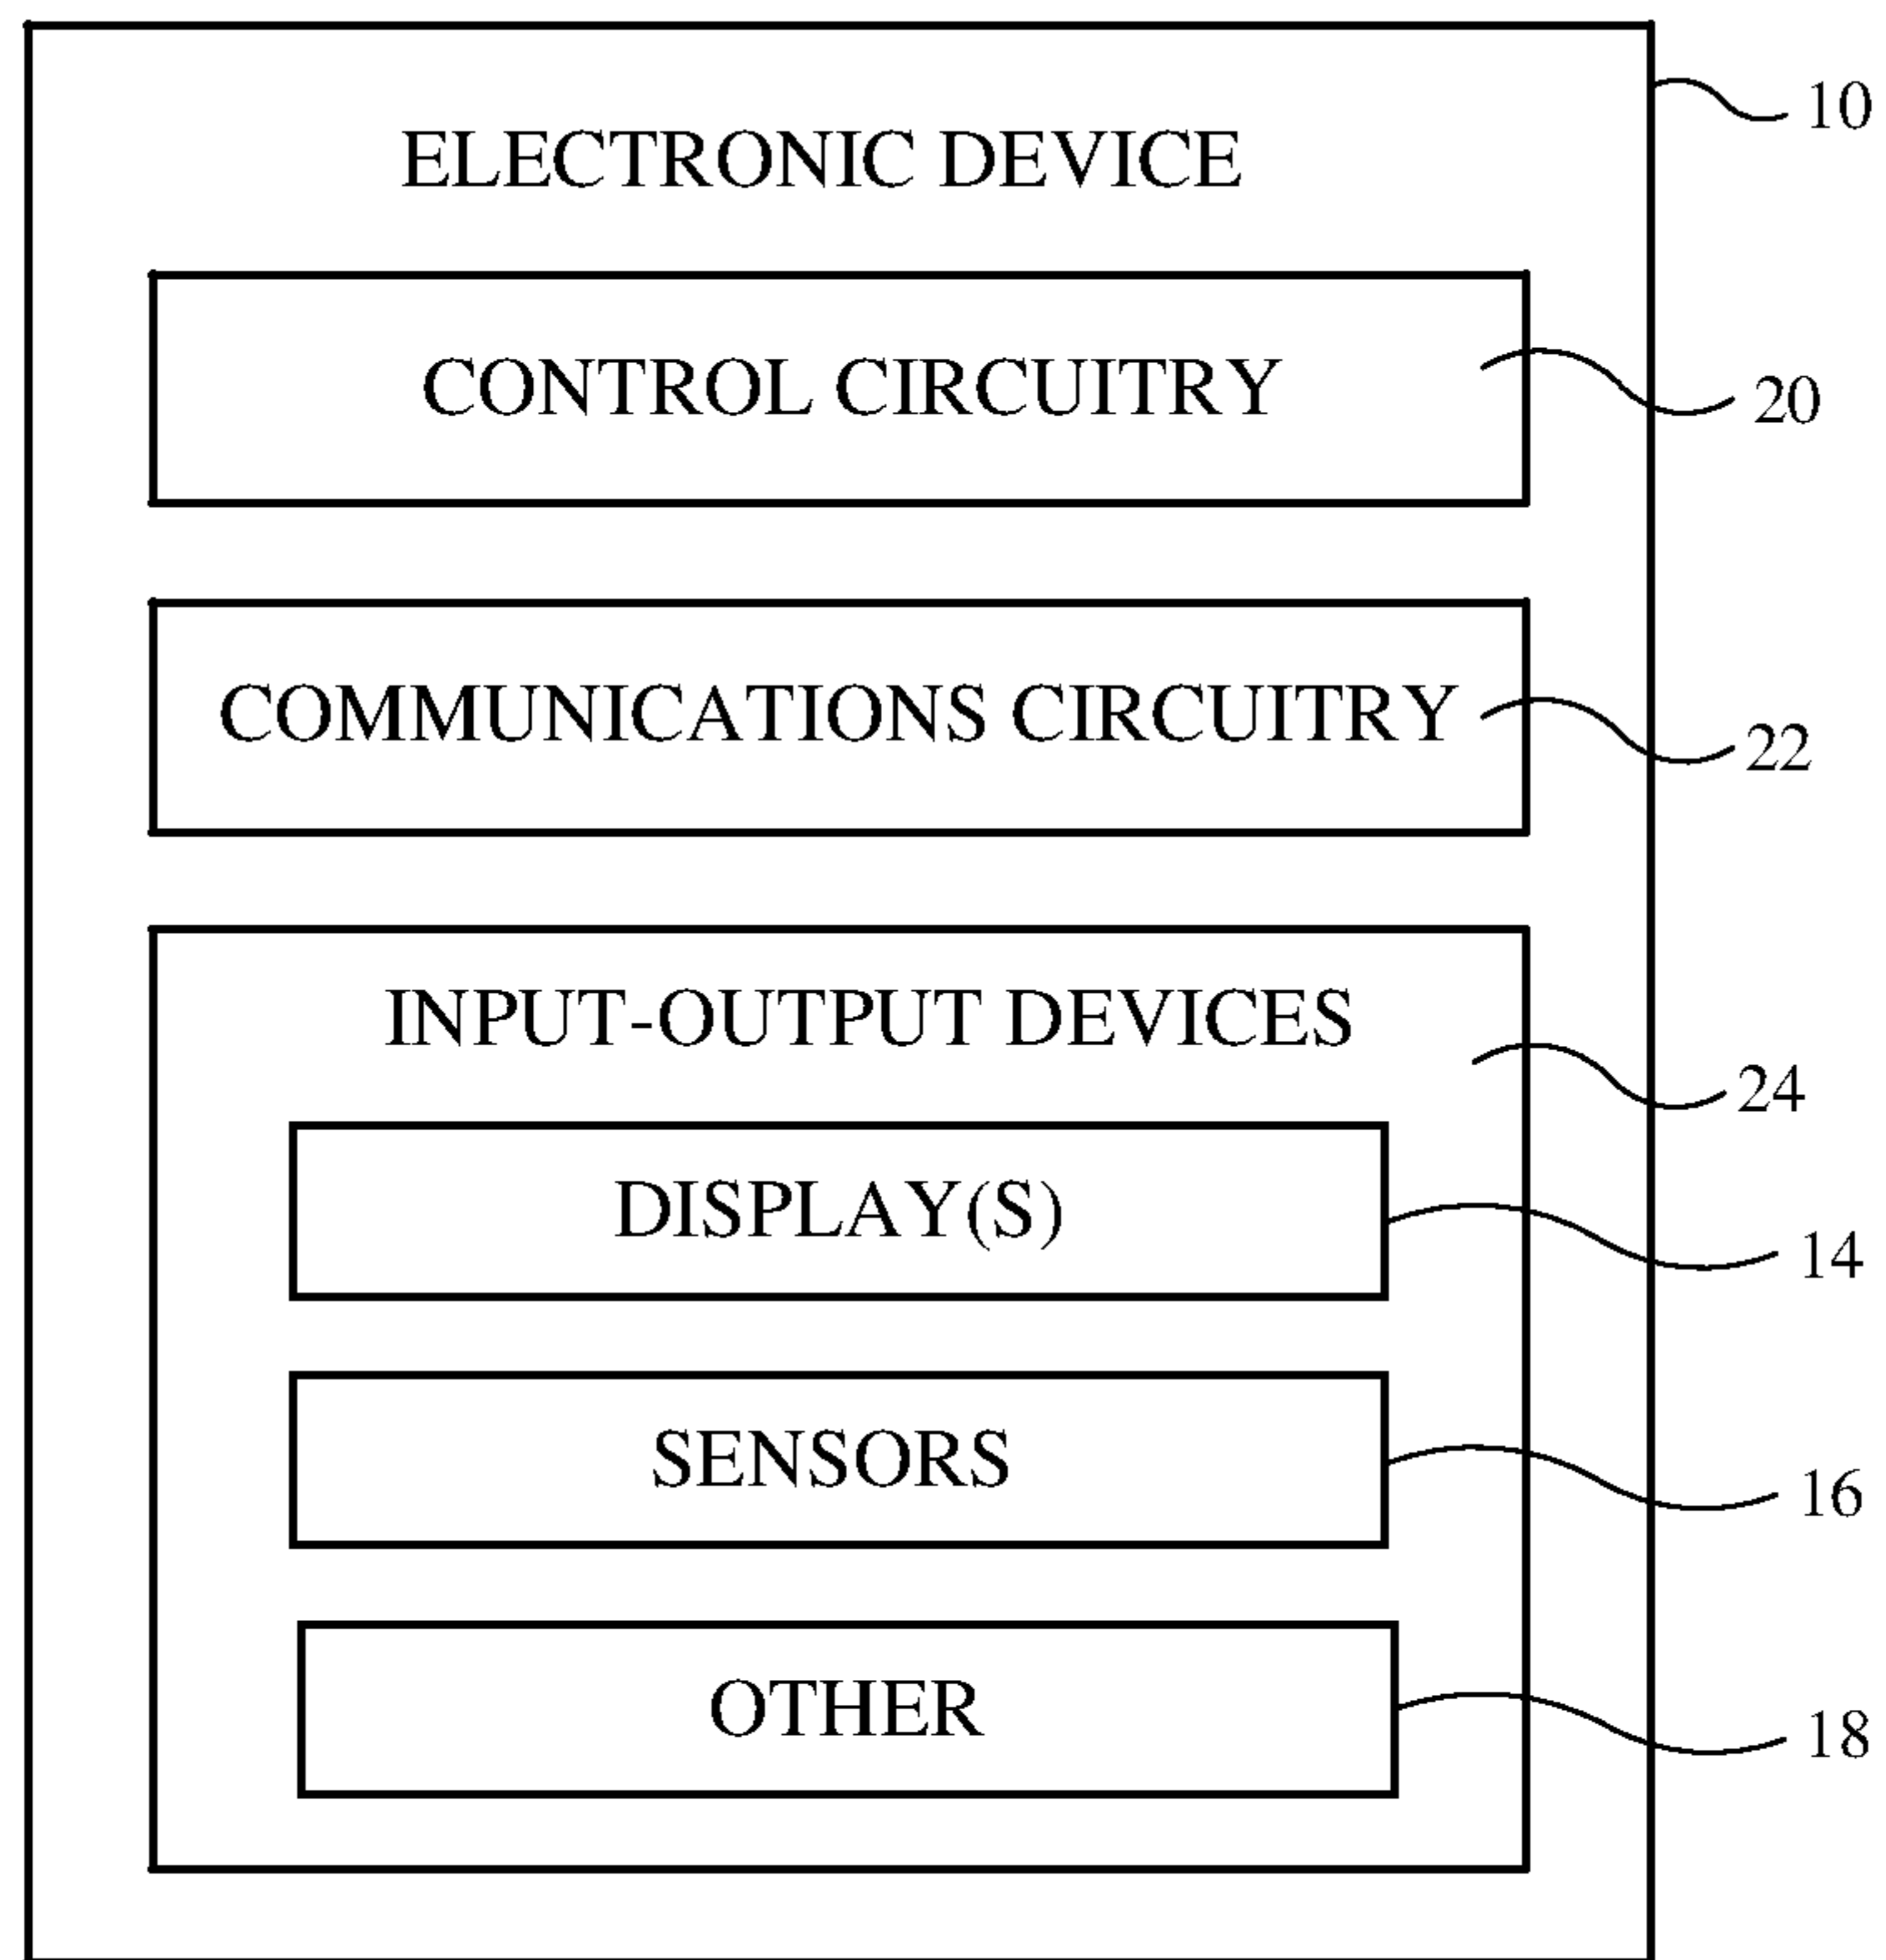 10
ELECTRONIC DEVICE
CONTROL CIRCUITRY
20
COMMUNICATIONS CIRCUITRY
22
INPUT-OUTPUT DEVICES
24
DISPLAY(S)
14
SENSORS
16
OTHER
18